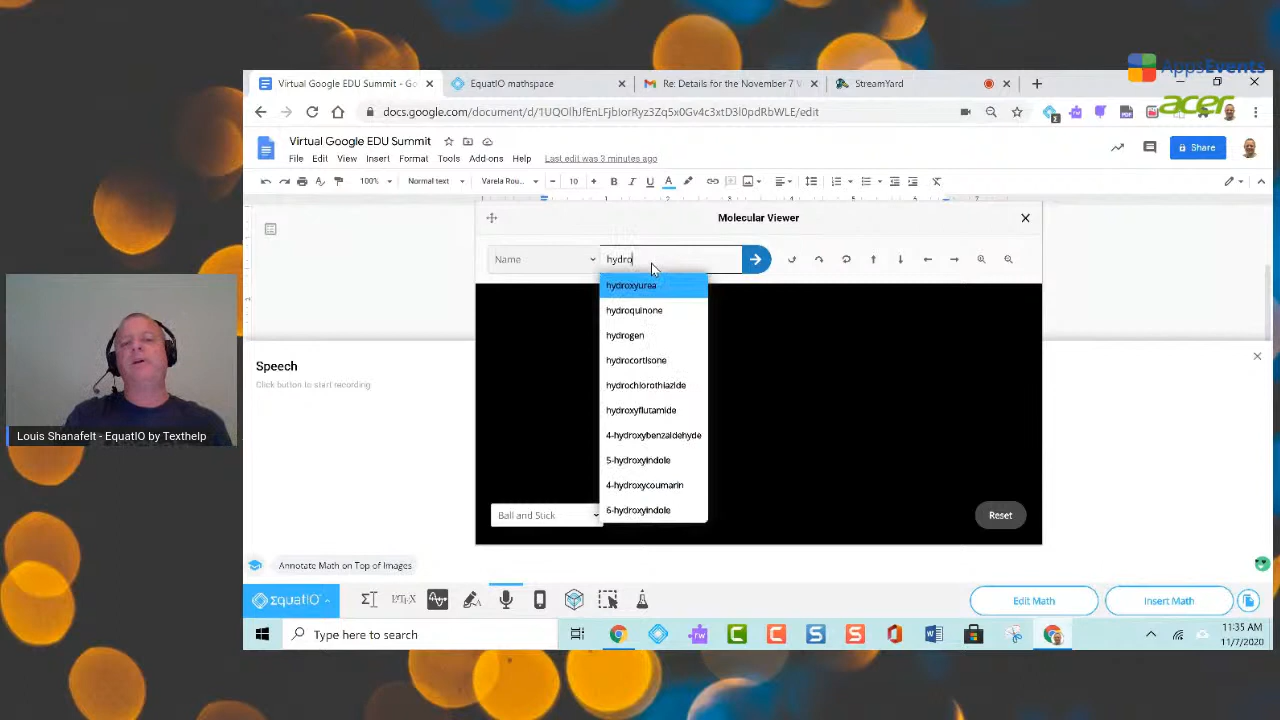 AppsEvents
acer
Virtual Google EDU Summit - Go
EquatIO mathspace
Re: Details for the November 7 V
StreamYard
docs.google.com/document/d/1UQOlhJfEnLFjbIorRyz3Zq5x0Gv4c3xtD3l0pdRbWLE/edit
Virtual Google EDU Summit
File Edit View Insert Format Tools Add-ons Help Last edit was 3 minutes ago
Share
100% Normal text Varela Rou... 10 B I U A
Molecular Viewer
Name hydro
hydroxyurea
hydroquinone
hydrogen
hydrocortisone
hydrochlorothiazide
hydroxyflutamide
4-hydroxybenzaldehyde
5-hydroxyindole
4-hydroxycoumarin
6-hydroxyindole
Ball and Stick
Reset
Speech
Click button to start recording
Louis Shanafelt - EquatIO by Texthelp
Annotate Math on Top of Images
EquatIO
LATEX
Edit Math
Insert Math
Type here to search
11:35 AM
11/7/2020